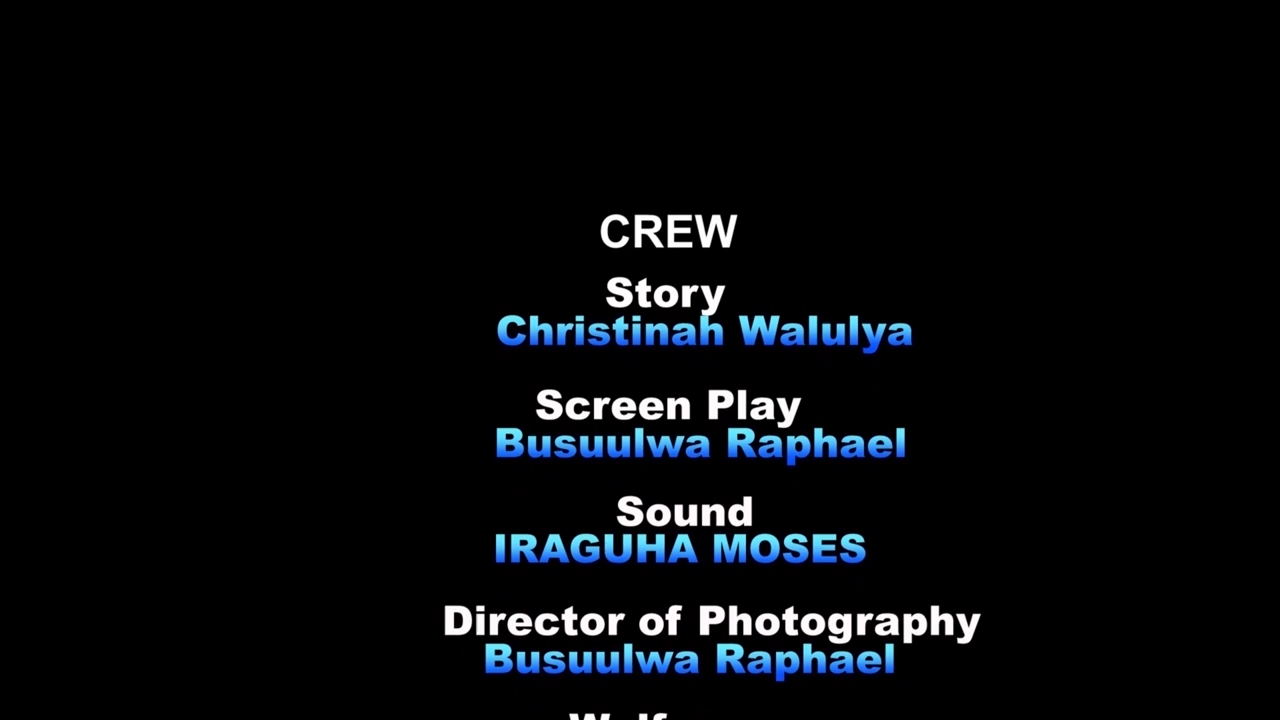 CREW
Story
Christinah Walulya
Screen Play
Busuulwa Raphael
Sound
IRAGUHA MOSES
Director of Photography
Busuulwa Raphael